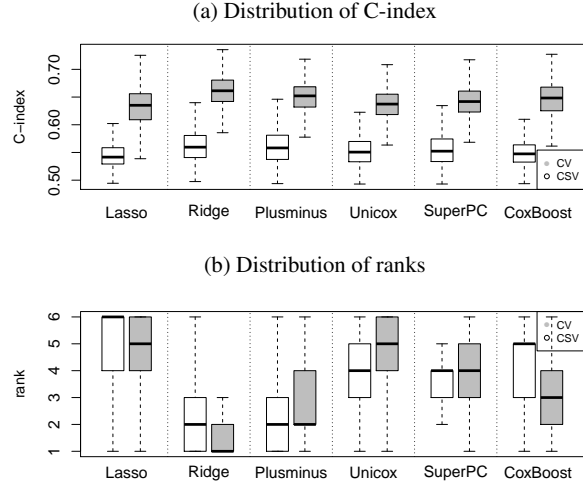 (a) Distribution of C-index
C-index
0.70
0.60
0.50
CV
CSV
Lasso Ridge Plusminus Unicox SuperPC CoxBoost
(b) Distribution of ranks
rank
6
5
4
3
2
1
CV
CSV
Lasso Ridge Plusminus Unicox SuperPC CoxBoost